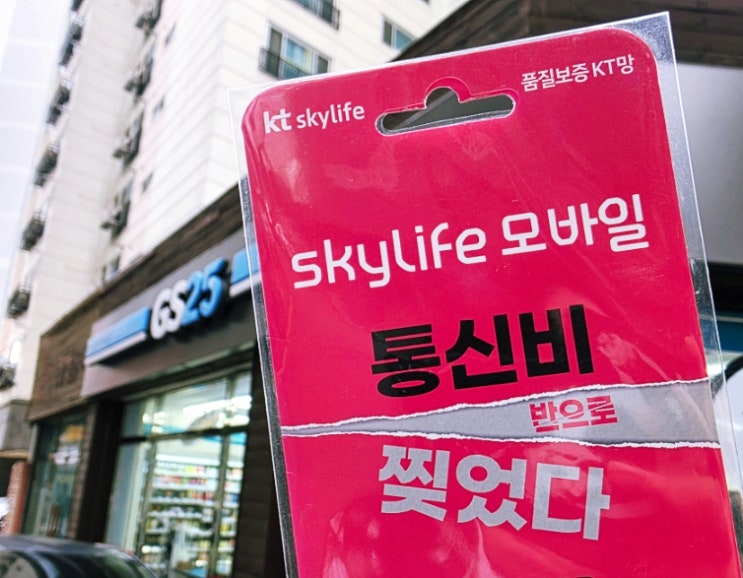 kt skylife
품질보증 KT망
skylife 모바일
통신비
반으로
찢었다
GS25